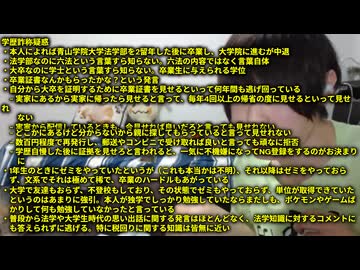 学歴詐称疑惑
・本人によれば青山学院大学法学部を2留年した後に卒業し、大学院に進むが中退
・法学部なのに六法という言葉すら知らない。六法の内容ではなく言葉自体
・大卒なのに学士という言葉すら知らない、卒業生に与えられる学位
・卒業証書なんかもらったかな?という発言
・自分から大卒を証明するために卒業証書を見せるといって何年間も逃げ回っている
・実家にあるから実家に帰ったら見せると言って、毎年4回以上の帰省の度に見せるといって見せ
れ ない
どこかにあるけど分からないから親に探してもらっていると言って見せれない
・数百円程度で再発行し、郵送やコンビニで受け取れば良いと言っても頑なに拒否
・学歴自慢した後に証拠を見せろと言われると、一気に不機嫌になってNG登録をするのがお決まり
に
・1年生のときにゼミをやっていたというが（これも本当かは不明）、それ以降はゼミをやっておら
ず、文系でそれは極めて稀で、卒業のハードルもあがっている
・大学で友達もおらず、不登校もしており、その状態でゼミもやっておらず、単位が取得できていた
というのはあまりに強引。本人が独学でしっかり勉強していたならまだしも、ポケモンやゲームば
かりして何も勉強していなかったと言っている
・普段から法学や大学生時代の思い出話に関する発言はほとんどなく、法学知識に対するコメントに
も答えられずに逃げる。特に税回りに関する知識は皆無に近い